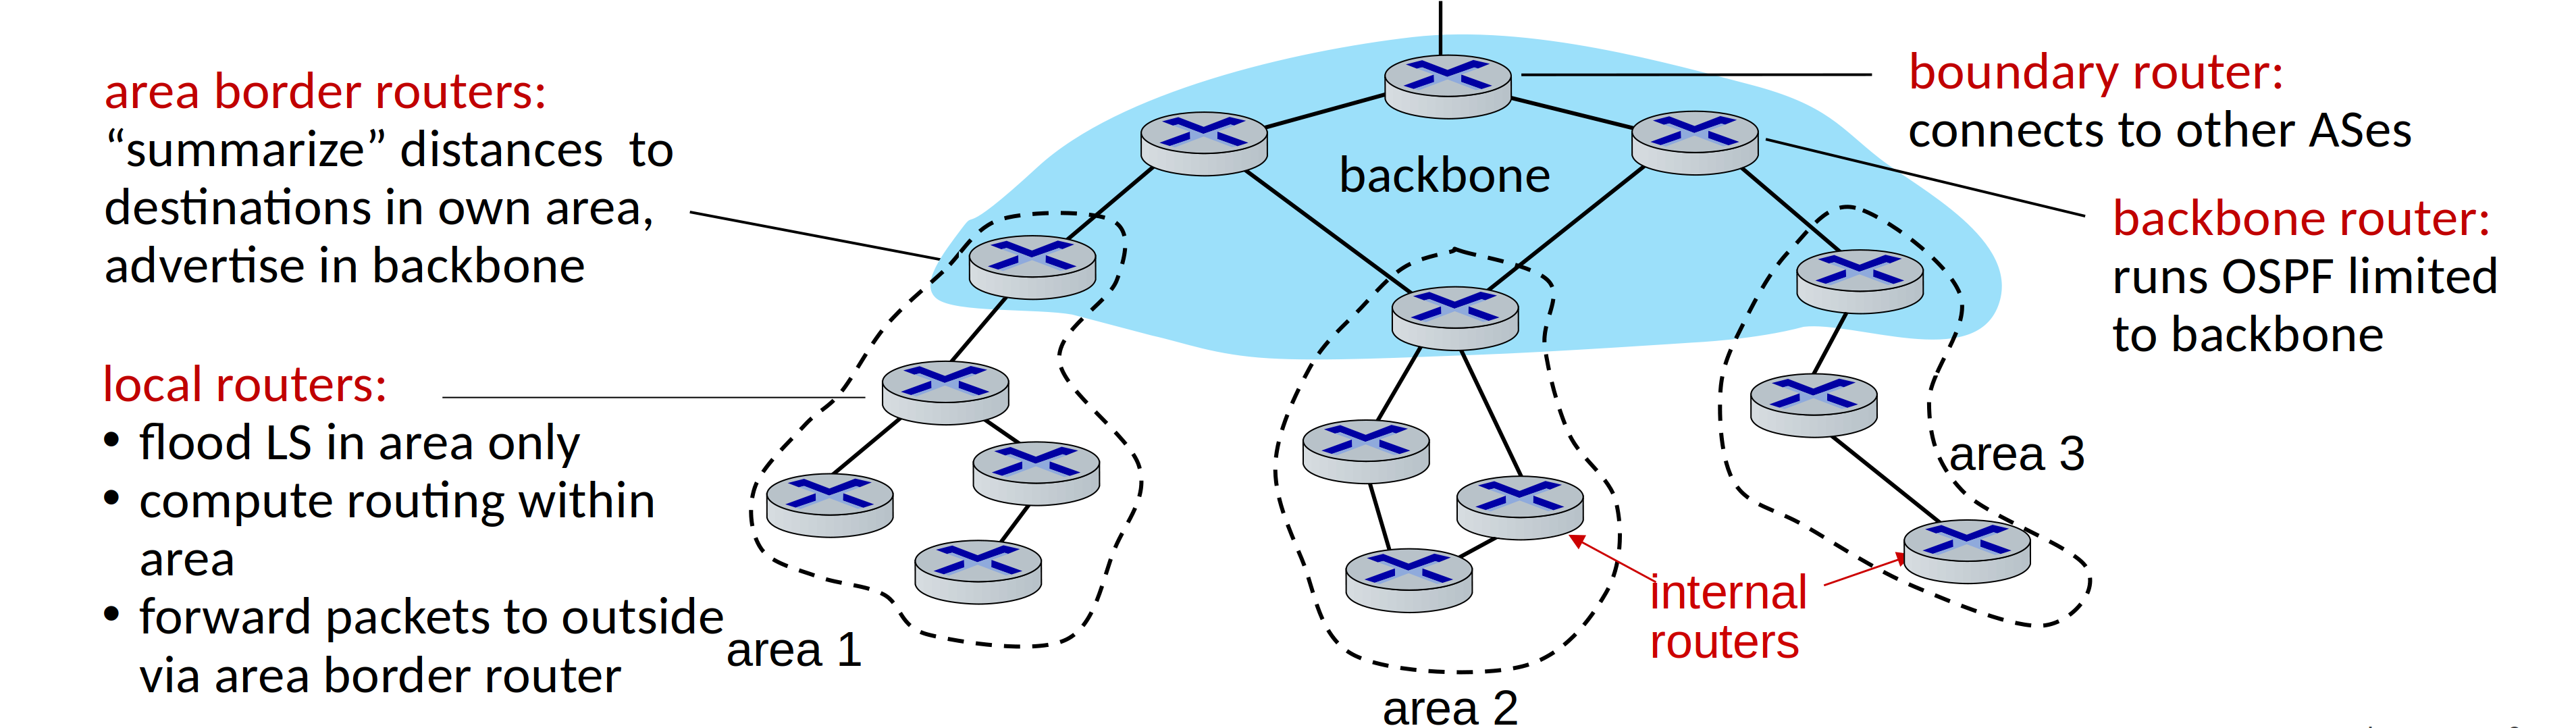 area border routers:
“summarize” distances  to
destinations in own area,
advertise in backbone
local routers:
• flood LS in area only
• compute routing within
area
• forward packets to outside
via area border router
backbone
boundary router:
connects to other ASes
backbone router:
runs OSPF limited
to backbone
area 3
internal
routers
area 1
area 2